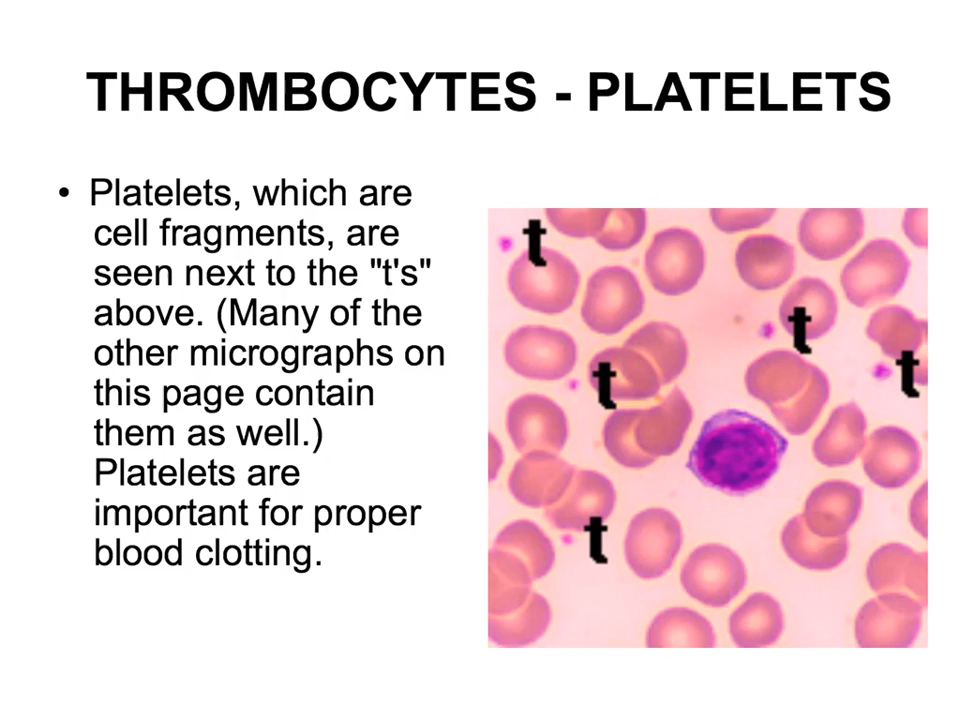 THROMBOCYTES - PLATELETS
• Platelets, which are
cell fragments, are
seen next to the "t's"
above. (Many of the
other micrographs on
this page contain
them as well.)
Platelets are
important for proper
blood clotting.
t
t
t
t
t